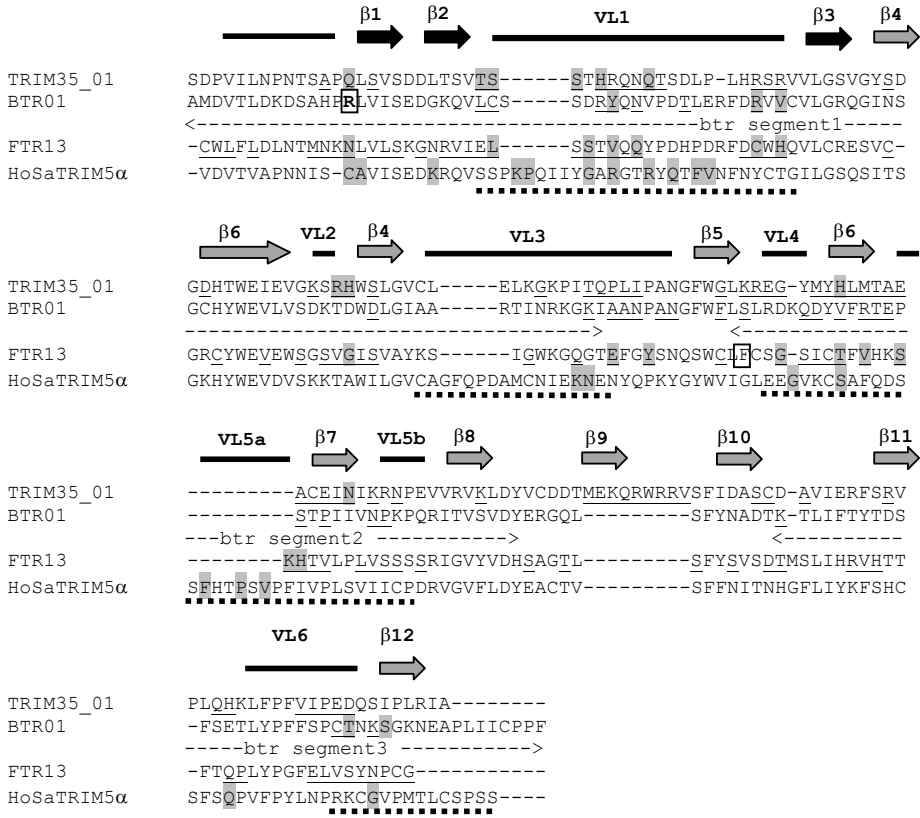 β1 β2 VL1 β3 β4
TRIM35_01 SDPVILNPNTSAPQLSVSDDLTSVTS------STHRQNQTSDLP-LHRSRVVLGSVGYSD
BTR01 AMDVTLDKDSAHPRLVISEDGKQVLCS-----SDRYQNVPDTLERFDRVVCVLGRQGINS
<--------------------------------------------btr segment1--------
FTR13 -CWLFLDLNTMNKNLVLSKGNRVIEL------SSTVQQYPDHPDRFDCWHQVLCRESVC-
HoSaTRIM5α -VDVTVAPNNIS-CAVISEDKRQVSSPKPQIIYGARGTRYQTFVNFNYCTGILGSQSITS
β6 VL2 β4 VL3 β5 VL4 β6
TRIM35_01 GDHTWEIEVGKSRHWSLGVCL----ELKGKPITQPLIPANGFWGLKREG-YMYHLMTAE
BTR01 GCHYWEVLVSDKTDWDLGIAA----RTINRKGKIAANPANGFWFLSLRDKQDYVFRTEP
------------------------------------> <--------------
FTR13 GRCYWEVEWSGSVGISVAYKS-----IGWKGQGTEFGYSNQSWCLFCSG-SICTFVHKS
HoSaTRIM5α GKHYWEVDVSKKTAWILGVCAGFQPDAMCNIEKNENYQPKYGYWVIGLEEGVKCSAFQDS
VL5a β7 VL5b β8 β9 β10 β11
TRIM35_01 ---------ACEINIKRNPEVVRVKLDYVCDDTMEKQRWRRVSFIDASCD-AVIERFSRV
BTR01 ---------STPIIVNPKPQRITVSVDYERGQL---------SFYNADTK-TLIFTYTDS
---btr segment2 ----------> <---------
FTR13 --------KHTVLPLVSSSSRIGVYVDHSAGTL---------SFYSVSDTMSLIHRVHTT
HoSaTRIM5α SFHTPSVPFIVPLSVIICPDRVGVFLDYEACTV---------SFFNITNHGFLIYKFSHC
VL6 β12
TRIM35_01 PLQHKLFPFVIPEDQSIPLRIA--------
BTR01 -FSETLYPFFSPCTNKSGKNEAPLIICPPF
-----btr segment3 ---------->
FTR13 -FTQPLYPGFELVSYNPCG-----------
HoSaTRIM5α SFSQPVFPYLNPRKCGVPMTLCSPSS----